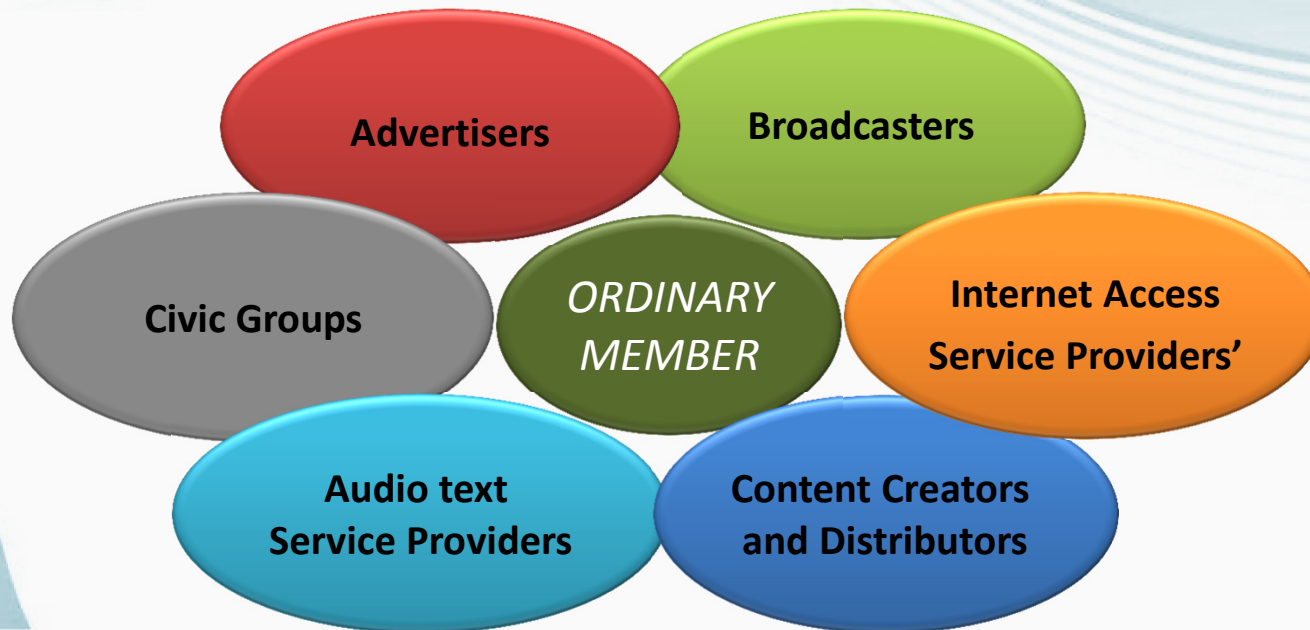 Advertisers
Broadcasters
Civic Groups
ORDINARY
MEMBER
Internet Access
Service Providers’
Audio text
Service Providers
Content Creators
and Distributors